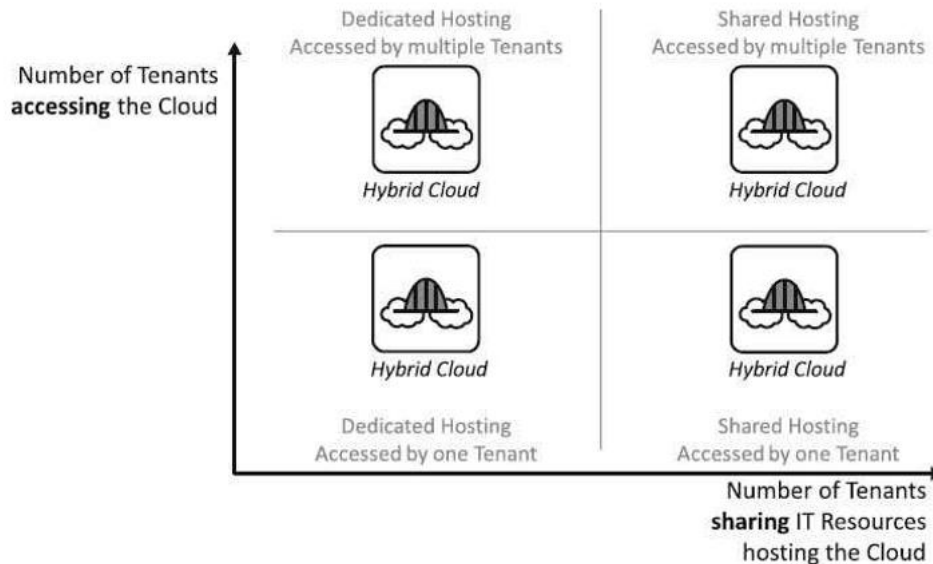 Dedicated Hosting
Accessed by multiple Tenants
Shared Hosting
Accessed by multiple Tenants
Number of Tenants
accessing the Cloud
Hybrid Cloud
Hybrid Cloud
Hybrid Cloud
Hybrid Cloud
Dedicated Hosting
Accessed by one Tenant
Shared Hosting
Accessed by one Tenant
Number of Tenants
sharing IT Resources
hosting the Cloud